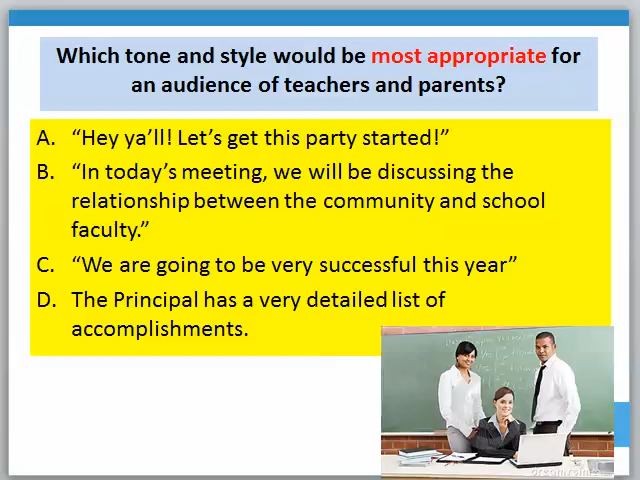 Which tone and style would be most appropriate for
an audience of teachers and parents?
A. “Hey ya’ll! Let’s get this party started!”
B. “In today’s meeting, we will be discussing the
relationship between the community and school
faculty.”
C. “We are going to be very successful this year”
D. The Principal has a very detailed list of
accomplishments.